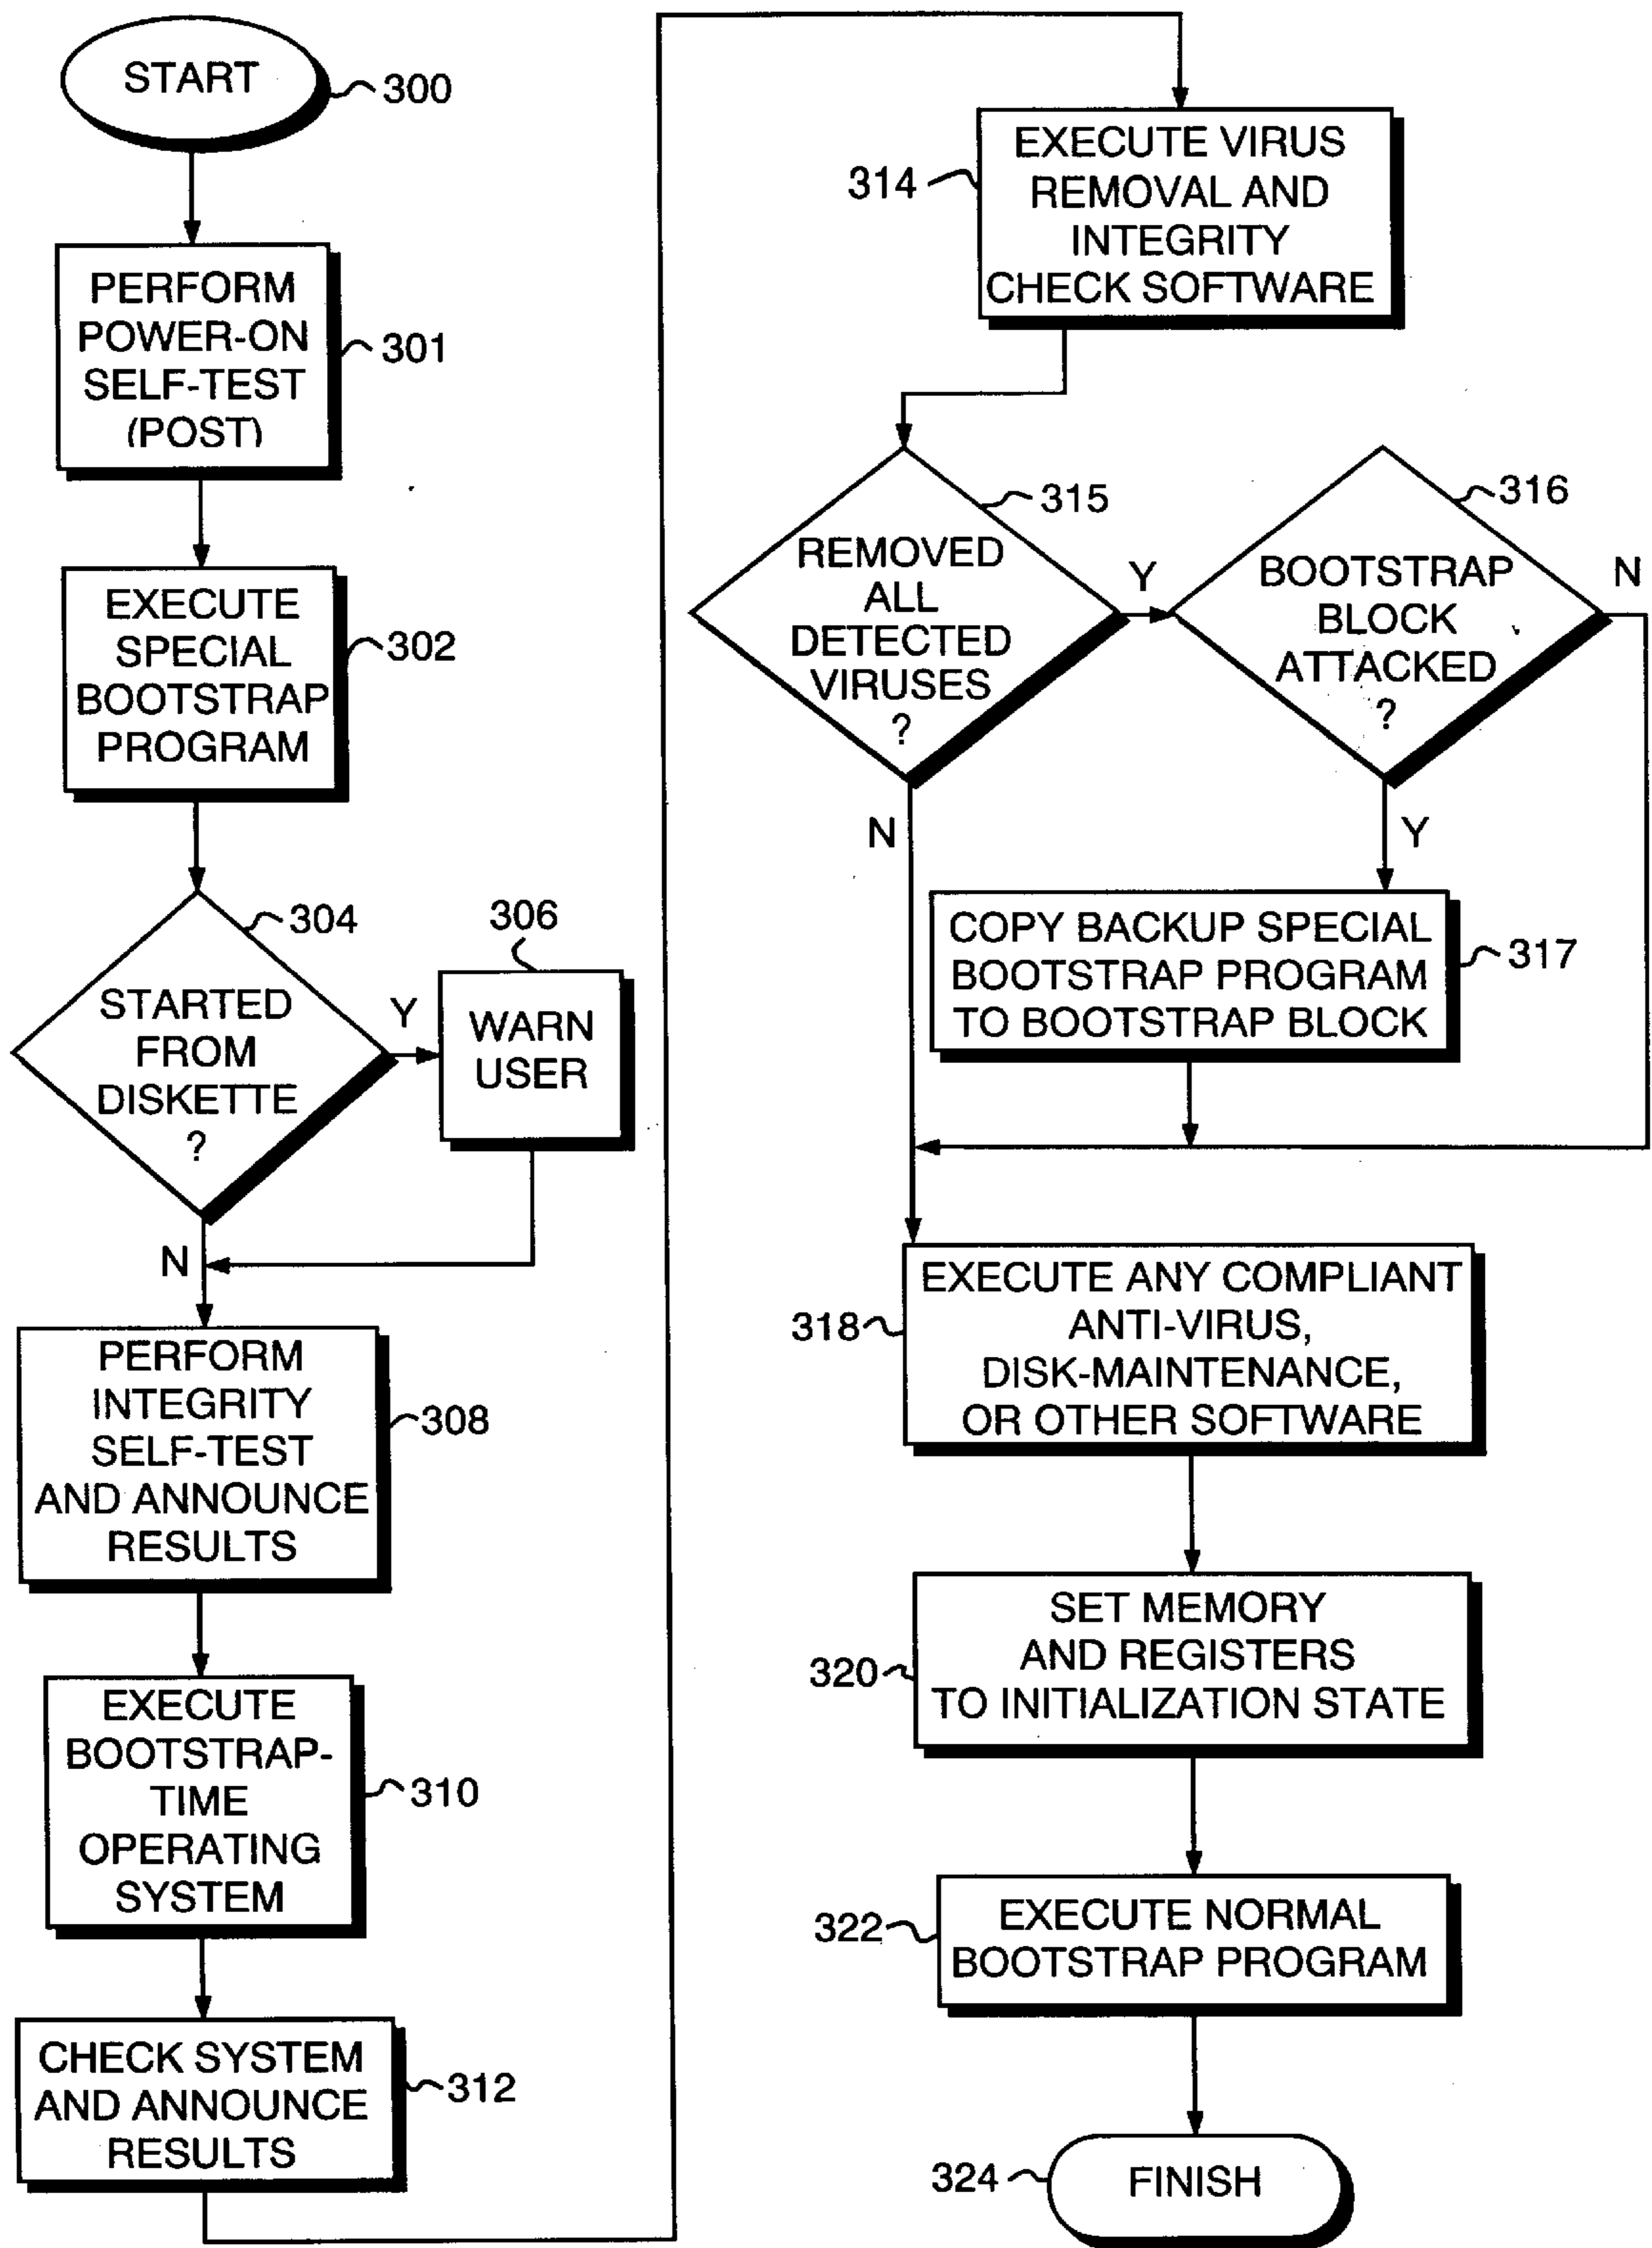 START
300
PERFORM
POWER-ON
SELF-TEST
(POST)
301
EXECUTE
SPECIAL
BOOTSTRAP
PROGRAM
302
304
STARTED
FROM
DISKETTE
?
Y
N
306
WARN
USER
PERFORM
INTEGRITY
SELF-TEST
AND ANNOUNCE
RESULTS
308
EXECUTE
BOOTSTRAP-
TIME
OPERATING
SYSTEM
310
CHECK SYSTEM
AND ANNOUNCE
RESULTS
312
314
EXECUTE VIRUS
REMOVAL AND
INTEGRITY
CHECK SOFTWARE
315
REMOVED
ALL
DETECTED
VIRUSES
?
Y
N
316
BOOTSTRAP
BLOCK
ATTACKED
?
N
Y
COPY BACKUP SPECIAL
BOOTSTRAP PROGRAM
TO BOOTSTRAP BLOCK
317
318
EXECUTE ANY COMPLIANT
ANTI-VIRUS,
DISK-MAINTENANCE,
OR OTHER SOFTWARE
320
SET MEMORY
AND REGISTERS
TO INITIALIZATION STATE
322
EXECUTE NORMAL
BOOTSTRAP PROGRAM
324
FINISH